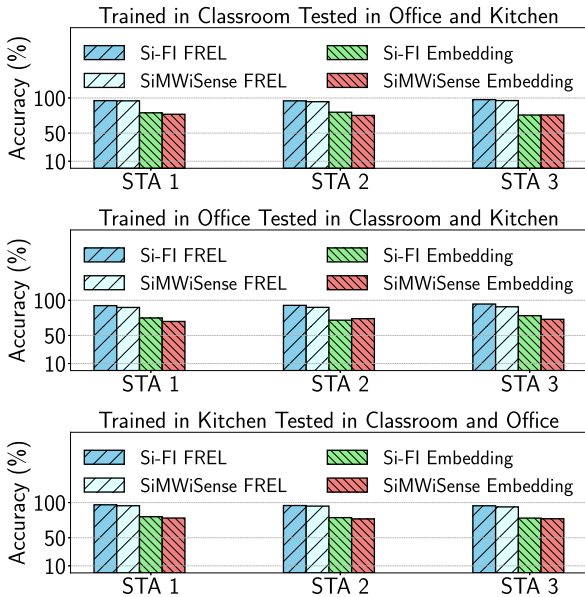 Trained in Classroom Tested in Office and Kitchen
Accuracy (%)
Si-FI FREL
Si-FI Embedding
SiMWiSense FREL
SiMWiSense Embedding
100
50
10
STA 1
STA 2
STA 3
Trained in Office Tested in Classroom and Kitchen
Accuracy (%)
Si-FI FREL
Si-FI Embedding
SiMWiSense FREL
SiMWiSense Embedding
100
50
10
STA 1
STA 2
STA 3
Trained in Kitchen Tested in Classroom and Office
Accuracy (%)
Si-FI FREL
Si-FI Embedding
SiMWiSense FREL
SiMWiSense Embedding
100
50
10
STA 1
STA 2
STA 3